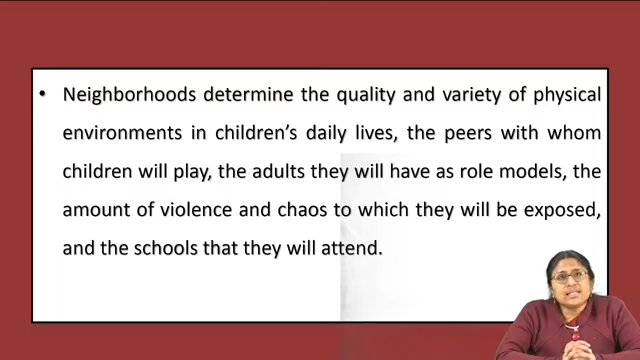 • Neighborhoods determine the quality and variety of physical
environments in children's daily lives, the peers with whom
children will play, the adults they will have as role models, the
amount of violence and chaos to which they will be exposed,
and the schools that they will attend.